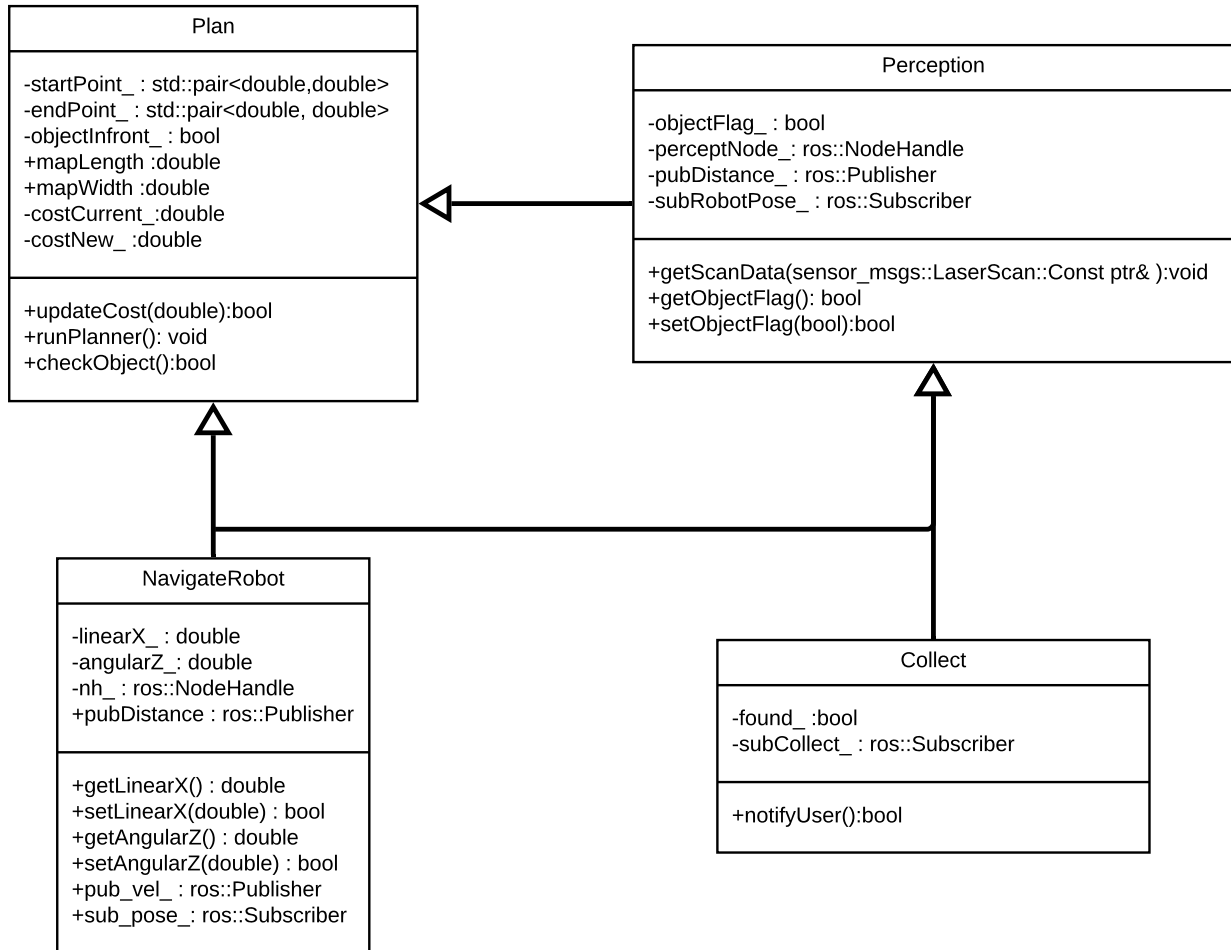 Plan
-startPoint_ : std::pair<double,double>
-endPoint_ : std::pair<double, double>
-objectInfront_ : bool
+mapLength :double
+mapWidth :double
-costCurrent_:double
-costNew_ :double
+updateCost(double):bool
+runPlanner(): void
+checkObject():bool
Perception
-objectFlag_ : bool
-perceptNode_: ros::NodeHandle
-pubDistance_ : ros::Publisher
-subRobotPose_ : ros::Subscriber
+getScanData(sensor_msgs::LaserScan::Const ptr& ):void
+getObjectFlag(): bool
+setObjectFlag(bool):bool
NavigateRobot
-linearX_ : double
-angularZ_: double
-nh_ : ros::NodeHandle
+pubDistance : ros::Publisher
+getLinearX() : double
+setLinearX(double) : bool
+getAngularZ() : double
+setAngularZ(double) : bool
+pub_vel_ : ros::Publisher
+sub_pose_: ros::Subscriber
Collect
-found_ :bool
-subCollect_ : ros::Subscriber
+notifyUser():bool